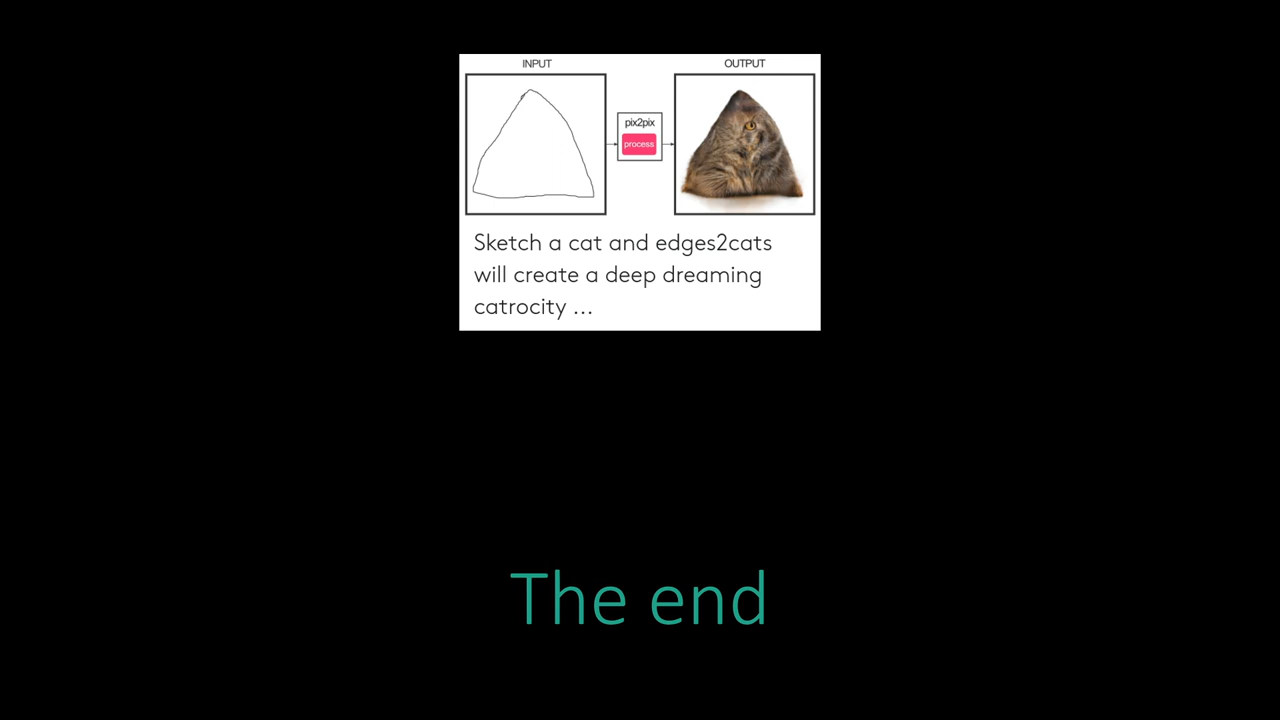 INPUT
OUTPUT
pix2pix
process
Sketch a cat and edges2cats
will create a deep dreaming
catrocity ...
The end